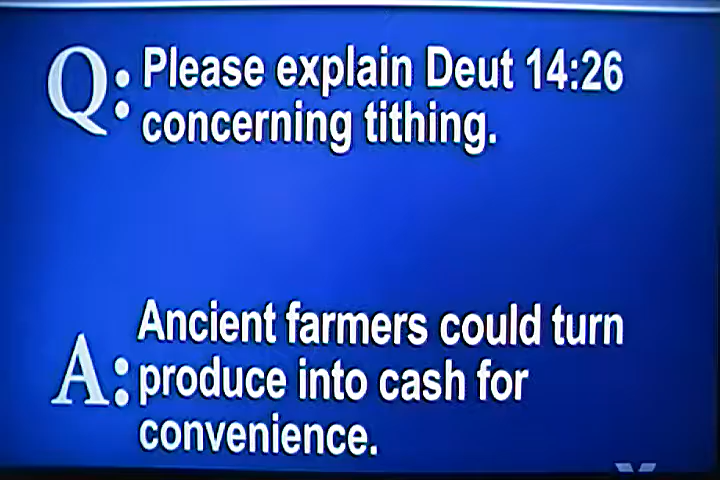 Q: Please explain Deut 14:26
concerning tithing.
A: Ancient farmers could turn
produce into cash for
convenience.